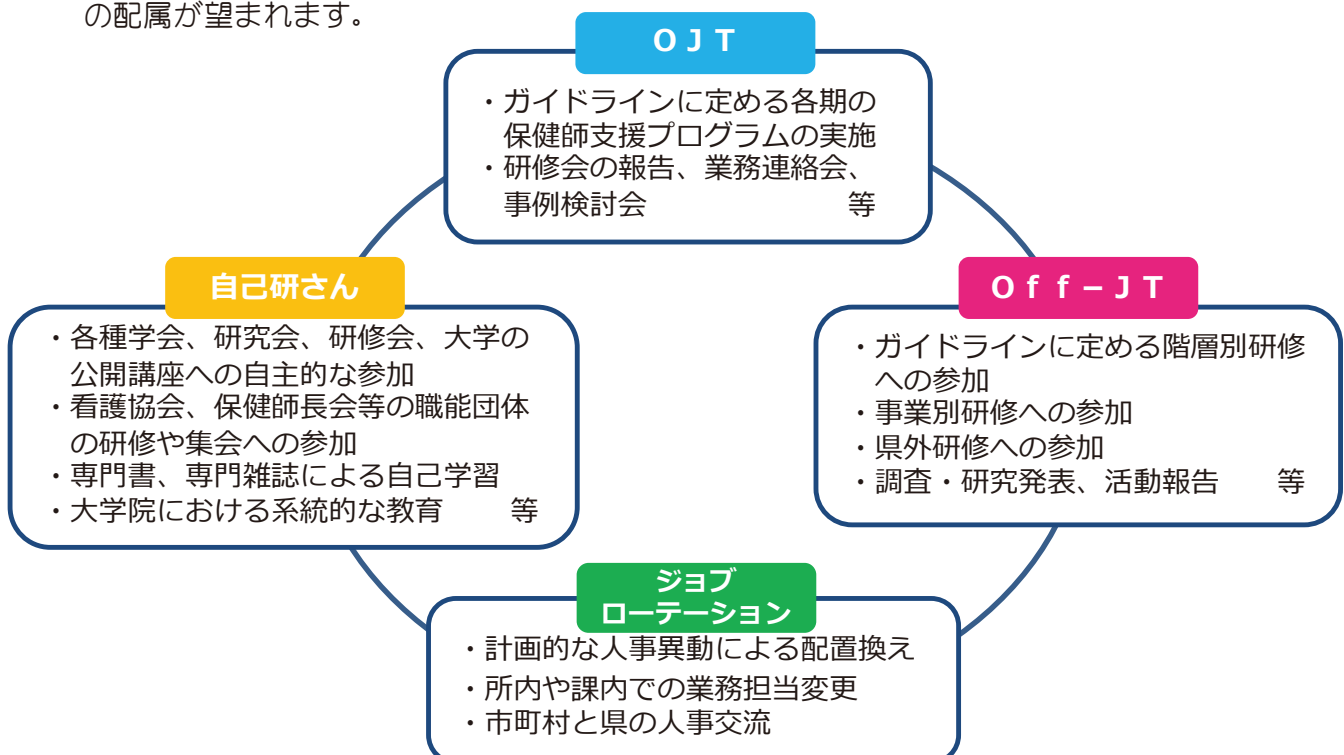 の配属が望まれます。
ＯＪＴ
・ガイドラインに定める各期の
保健師支援プログラムの実施
・研修会の報告、業務連絡会、
事例検討会　　　　　　　等
自己研さん
・各種学会、研究会、研修会、大学の
公開講座への自主的な参加
・看護協会、保健師長会等の職能団体
の研修や集会への参加
・専門書、専門雑誌による自己学習
・大学院における系統的な教育　　等
Ｏｆｆ－ＪＴ
・ガイドラインに定める階層別研修
への参加
・事業別研修への参加
・県外研修への参加
・調査・研究発表、活動報告　　等
ジョブ
ローテーション
・計画的な人事異動による配置換え
・所内や課内での業務担当変更
・市町村と県の人事交流